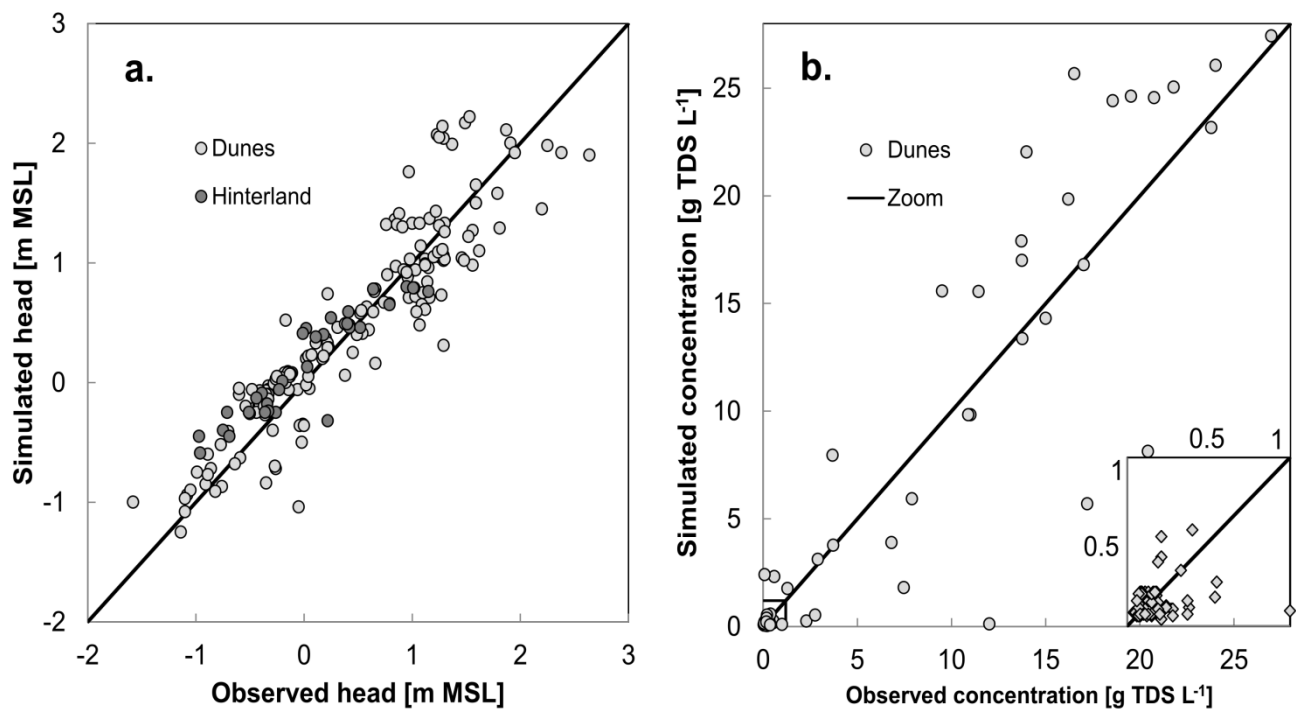 a.
Dunes
Hinterland
3
2
1
0
-1
-2
-2
-1
0
1
2
3
Simulated head [m MSL]
Observed head [m MSL]
b.
Dunes
Zoom
25
20
15
10
5
0
0
5
10
15
20
25
Simulated concentration [g TDS L-1]
Observed concentration [g TDS L-1]
0.5
1
1
0.5